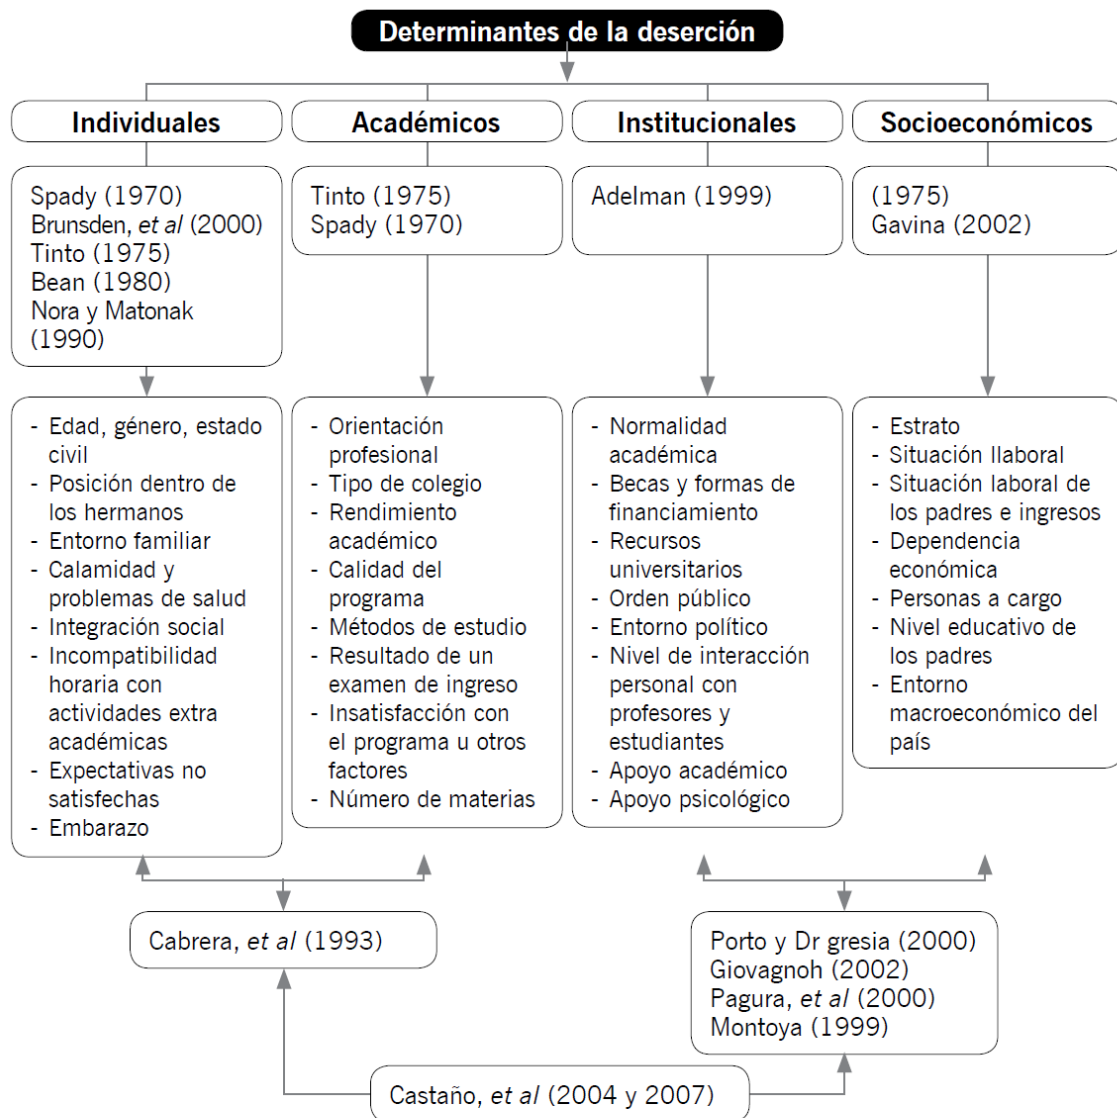 Determinantes de la deserción
Individuales
Académicos
Institucionales
Socioeconómicos
Spady (1970)
Brunsden, et al (2000)
Tinto (1975)
Bean (1980)
Nora y Matonak
(1990)
Tinto (1975)
Spady (1970)
Adelman (1999)
(1975)
Gavina (2002)
- Edad, género, estado
civil
- Posición dentro de
los hermanos
- Entorno familiar
- Calamidad y
problemas de salud
- Integración social
- Incompatibilidad
horaria con
actividades extra
académicas
- Expectativas no
satisfechas
- Embarazo
- Orientación
profesional
- Tipo de colegio
- Rendimiento
académico
- Calidad del
programa
- Métodos de estudio
- Resultado de un
examen de ingreso
- Insatisfacción con
el programa u otros
factores
- Número de materias
- Normalidad
académica
- Becas y formas de
financiamiento
- Recursos
universitarios
- Orden público
- Entorno político
- Nivel de interacción
personal con
profesores y
estudiantes
- Apoyo académico
- Apoyo psicológico
- Estrato
- Situación llaboral
- Situación laboral de
los padres e ingresos
- Dependencia
económica
- Personas a cargo
- Nivel educativo de
los padres
- Entorno
macroeconómico del
país
Cabrera, et al (1993)
Porto y Dr gresia (2000)
Giovagnoh (2002)
Pagura, et al (2000)
Montoya (1999)
Castaño, et al (2004 y 2007)